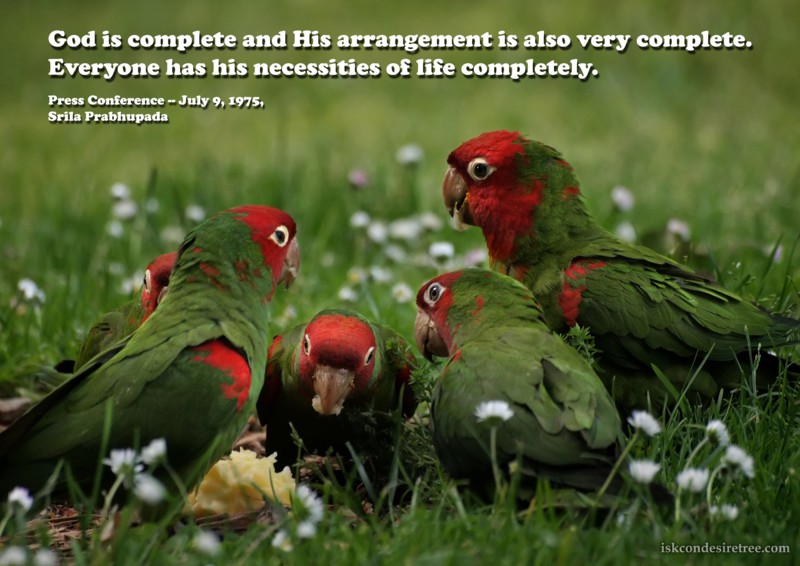 God is complete and His arrangement is also very complete.
Everyone has his necessities of life completely.
Press Conference -- July 9, 1975,
Srila Prabhupada
iskcondesiretree.com